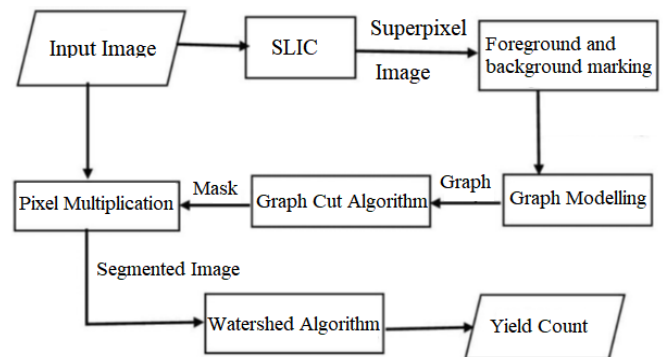 Input Image
SLIC
Superpixel
Image
Foreground and
background marking
Pixel Multiplication
Mask
Graph Cut Algorithm
Graph
Graph Modelling
Segmented Image
Watershed Algorithm
Yield Count